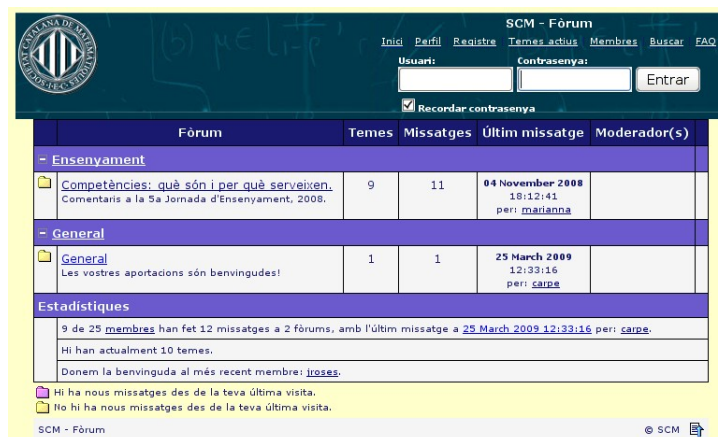 SCM - Fòrum
Inici Perfil Registre Temes actius Membres Buscar FAQ
Usuari: Contrasenya:
Entrar
Recordar contrasenya
SOCIETAT CATALANA DE MATEMÀTIQUES · I.E.C.
Fòrum Temes Missatges Últim missatge Moderador(s)
Ensenyament
Competències: què són i per què serveixen. 9 11 04 November 2008
Comentaris a la 5a Jornada d'Ensenyament, 2008. 18:12:41
per: marianna
General
General 1 1 25 March 2009
Les vostres aportacions són benvingudes! 12:33:16
per: carpe
Estadístiques
9 de 25 membres han fet 12 missatges a 2 fòrums, amb l'últim missatge a 25 March 2009 12:33:16 per: carpe.
Hi han actualment 10 temes.
Donem la benvinguda al més recent membre: jroses.
Hi ha nous missatges des de la teva última visita.
No hi ha nous missatges des de la teva última visita.
SCM - Fòrum © SCM